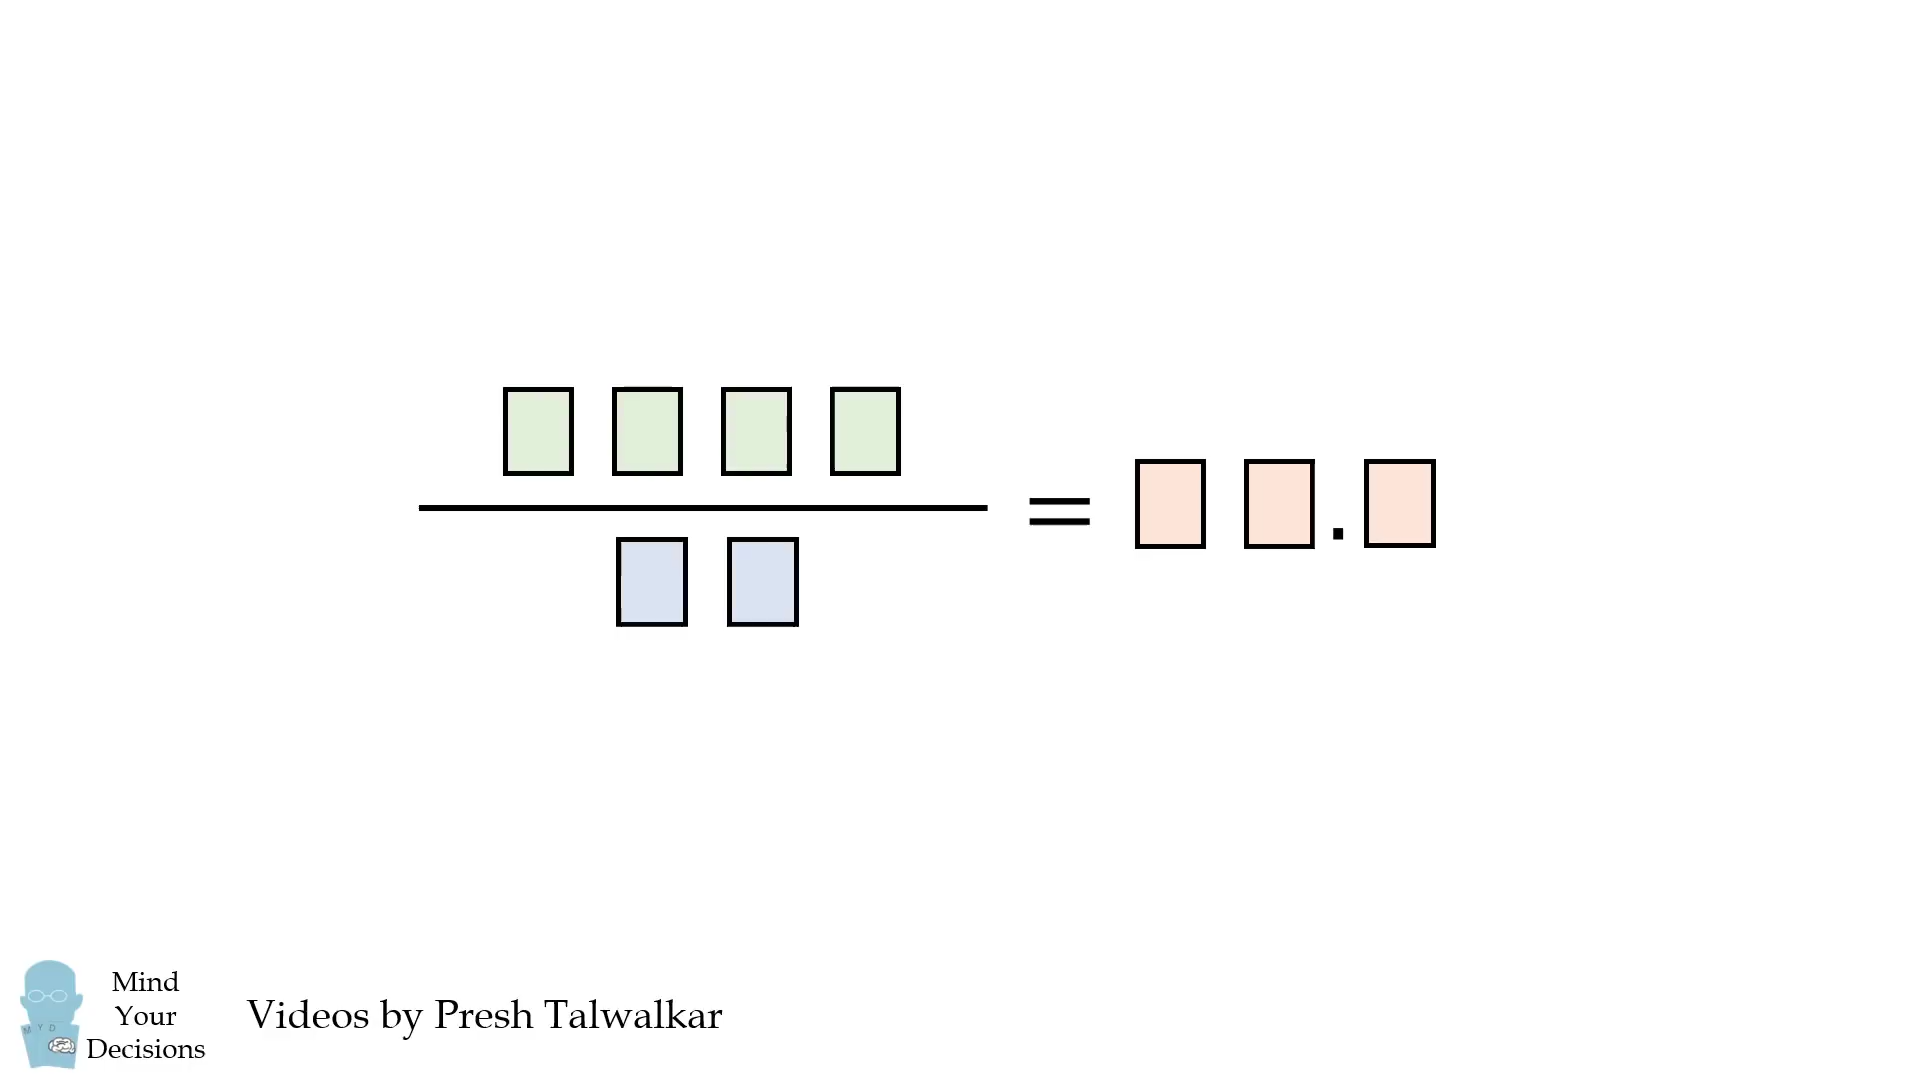 = .
M Y D
Mind
Your
Decisions
Videos by Presh Talwalkar